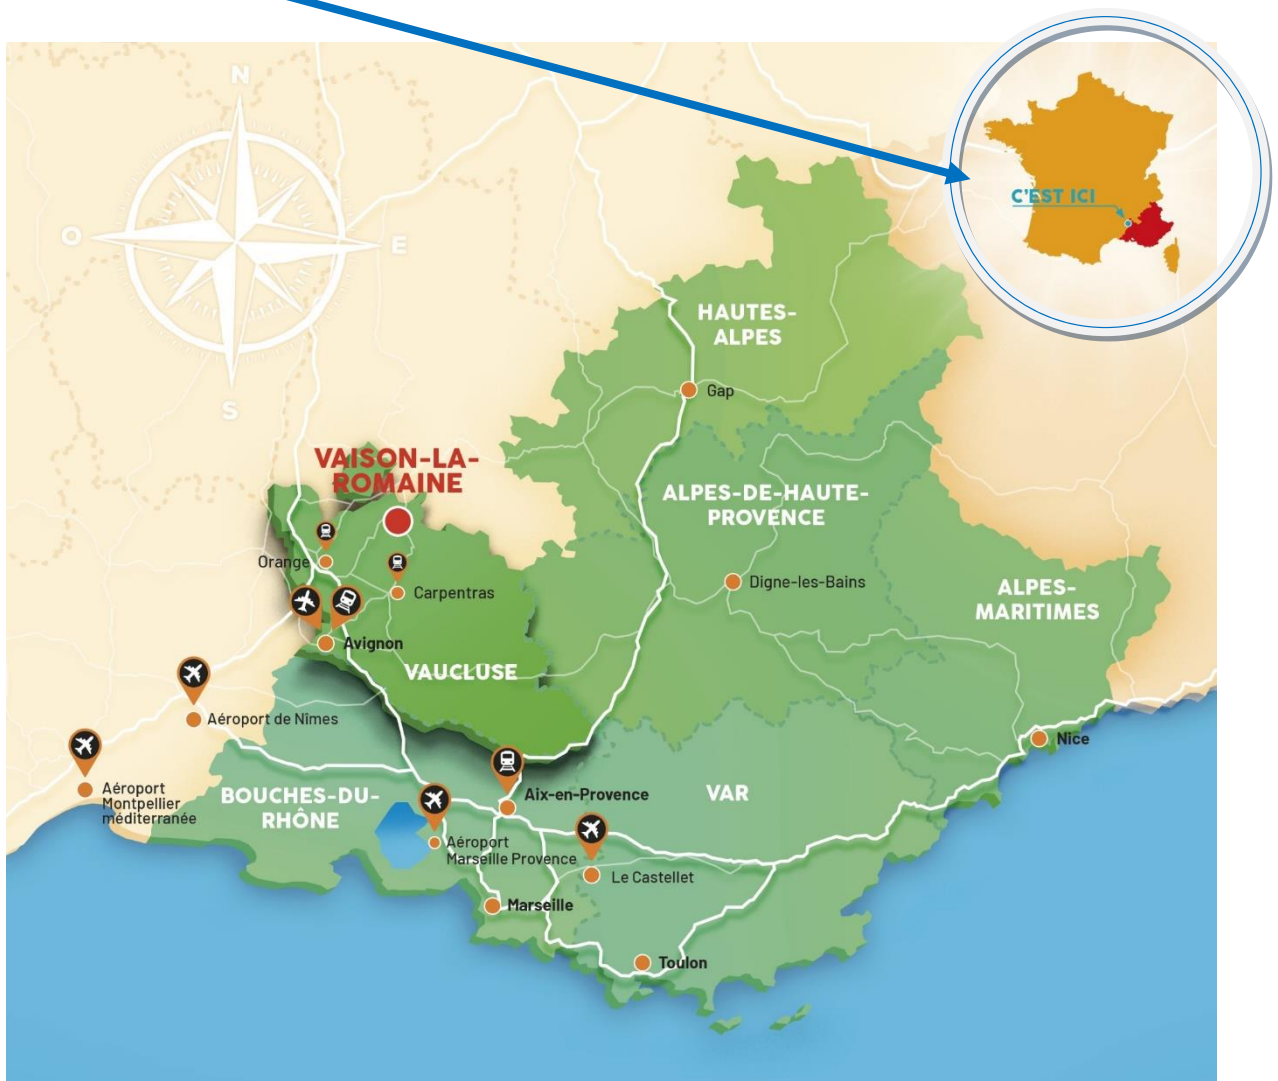 N
C'EST ICI
O
E
HAUTES-
ALPES
Gap
S
VAISON-LA-
ROMAINE
ALPES-DE-HAUTE-
PROVENCE
Orange
Carpentras
Digne-les-Bains
ALPES-
MARITIMES
Avignon
VAUCLUSE
Aéroport de Nîmes
Nice
Aéroport
Montpellier
méditerranée
BOUCHES-DU-
RHÔNE
Aix-en-Provence
VAR
Aéroport
Marseille Provence
Le Castellet
Marseille
Toulon